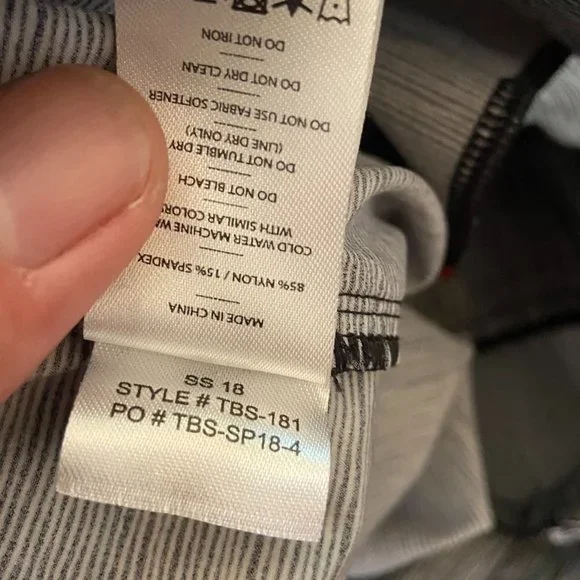 MADE IN CHINA
85% NYLON / 15% SPANDEX
COLD WATER MACHINE
WITH SIMILAR COLORS
DO NOT BLEACH
DO NOT TUMBLE DRY
(LINE DRY ONLY)
DO NOT USE FABRIC SOFTENER
DO NOT DRY CLEAN
DO NOT IRON
SS 18
STYLE # TBS-181
PO # TBS-SP18-4